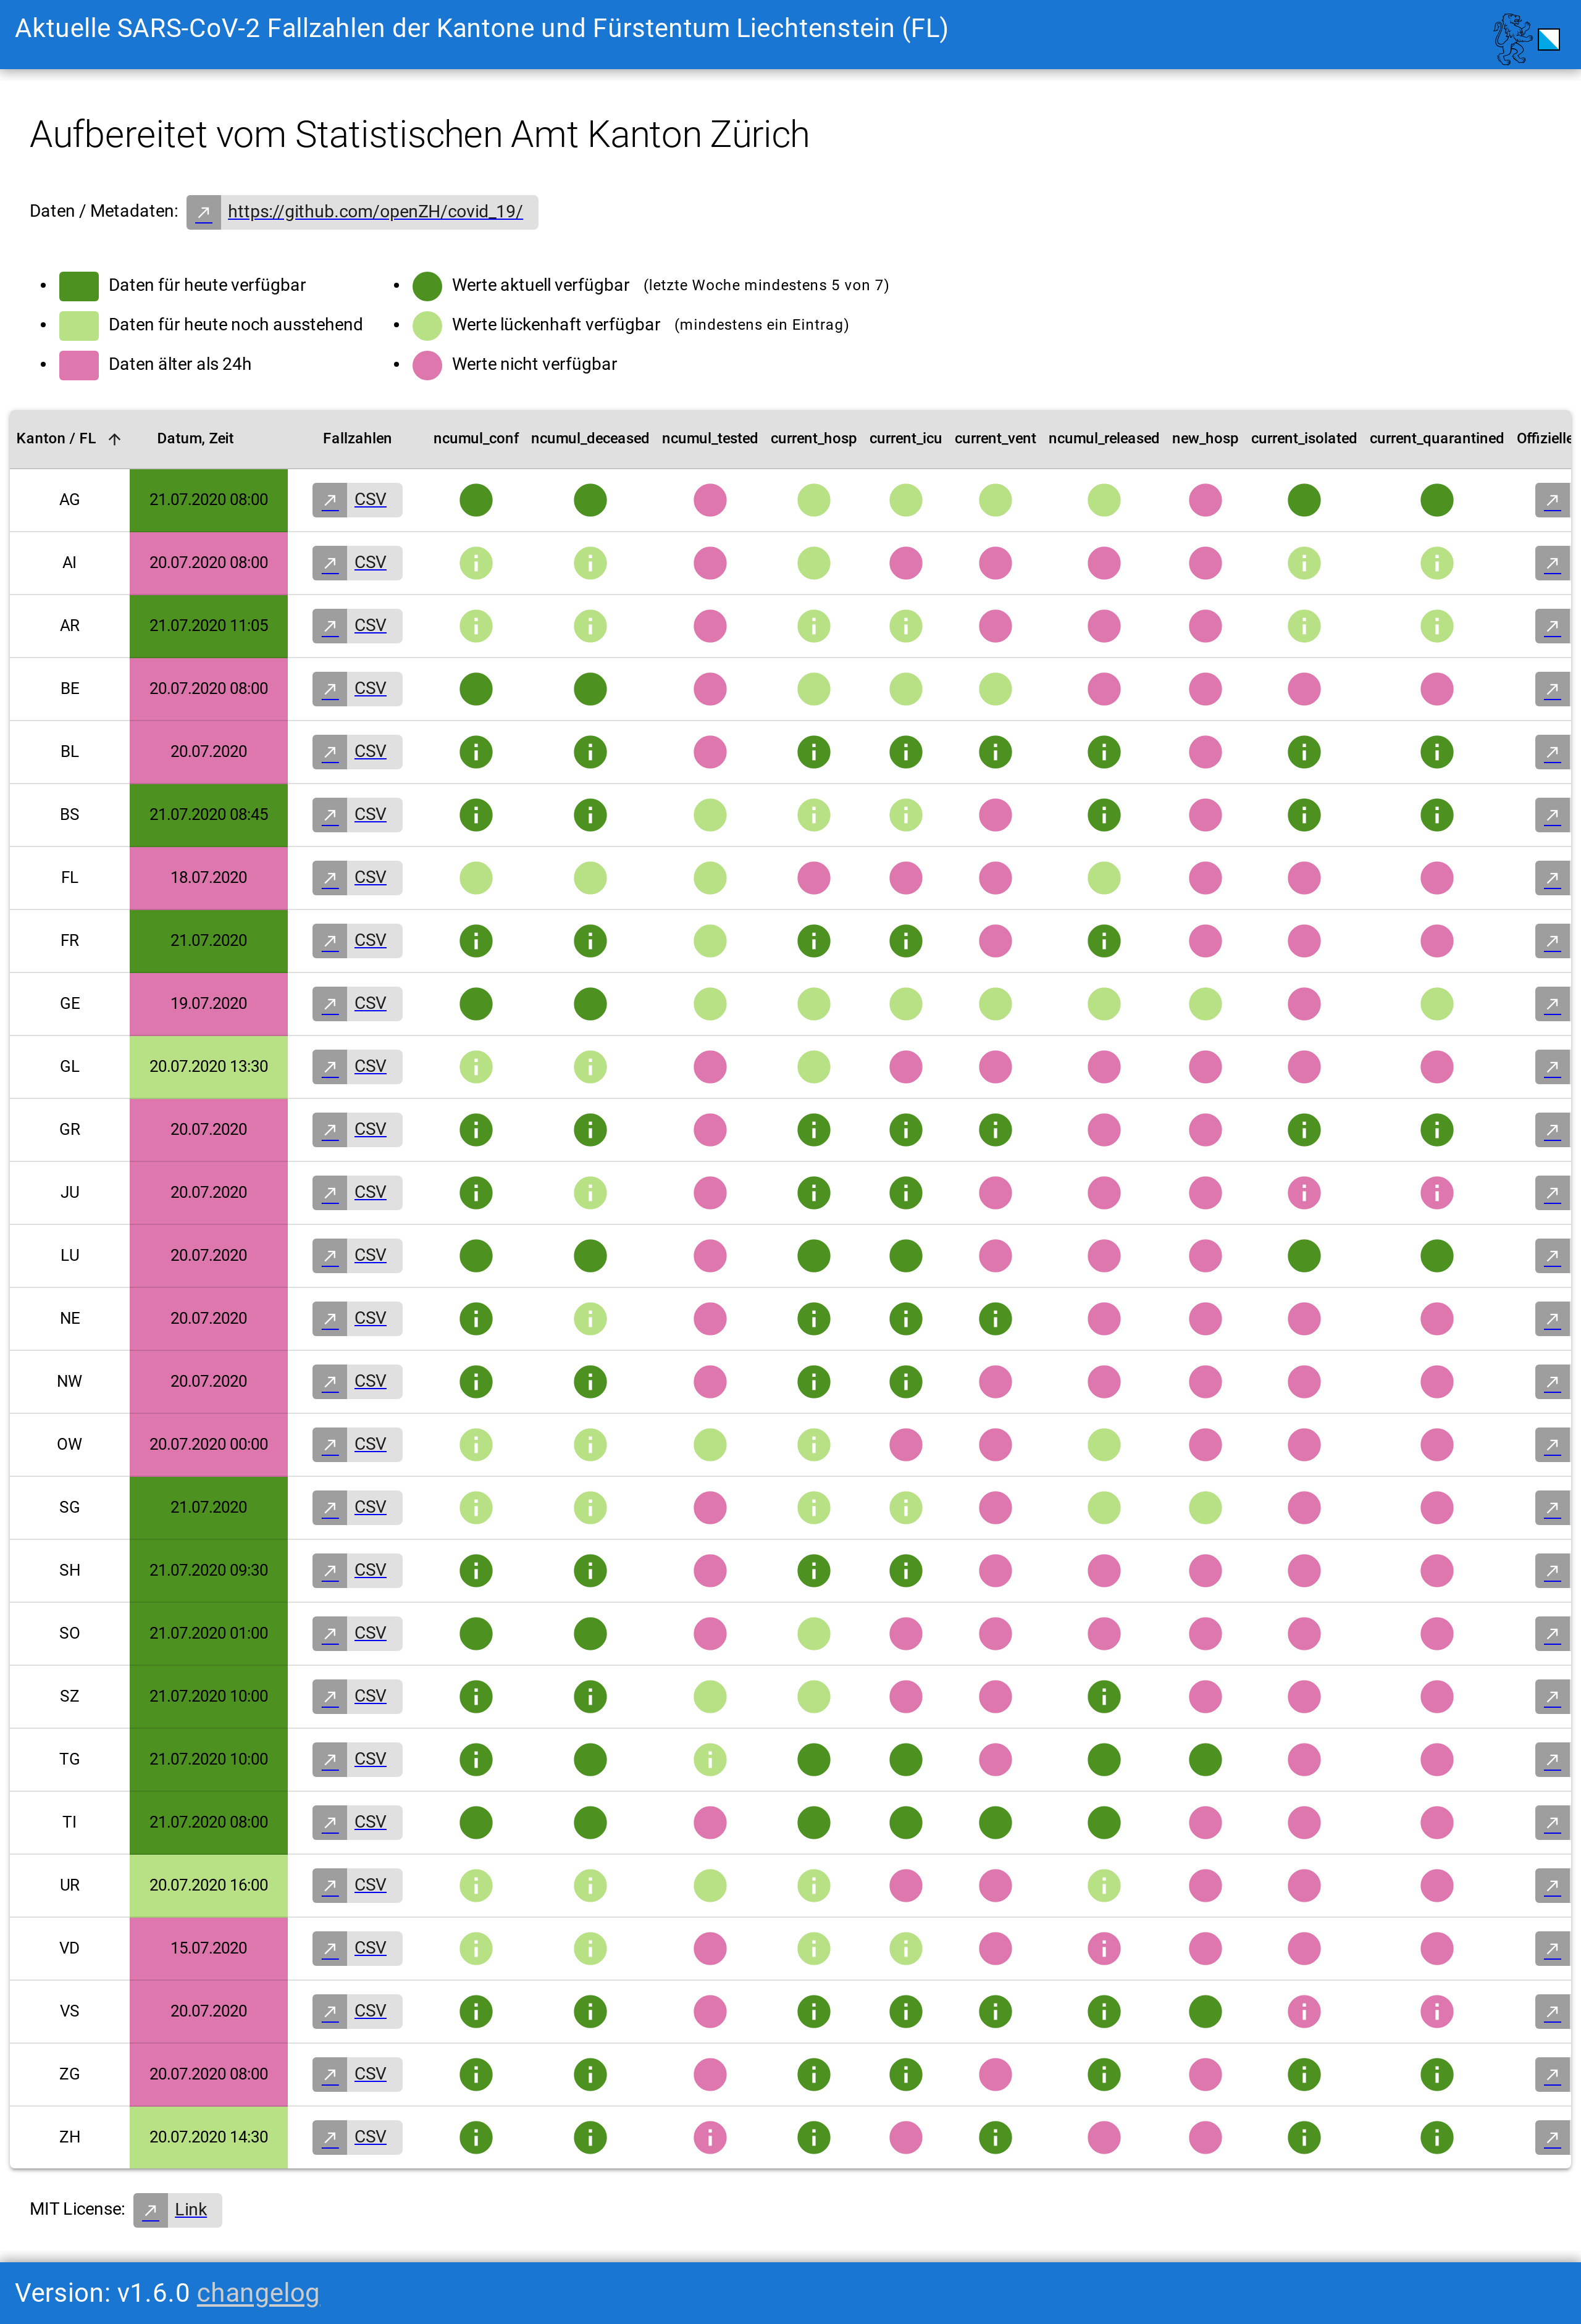 Aktuelle SARS-CoV-2 Fallzahlen der Kantone und Fürstentum Liechtenstein (FL)
Aufbereitet vom Statistischen Amt Kanton Zürich
Daten / Metadaten: https://github.com/openZH/covid_19/
Daten für heute verfügbar
Daten für heute noch ausstehend
Daten älter als 24h
Werte aktuell verfügbar (letzte Woche mindestens 5 von 7)
Werte lückenhaft verfügbar (mindestens ein Eintrag)
Werte nicht verfügbar
Kanton / FL Datum, Zeit Fallzahlen ncumul_conf ncumul_deceased ncumul_tested current_hosp current_icu current_vent ncumul_released new_hosp current_isolated current_quarantined Offizielle
AG 21.07.2020 08:00 CSV
AI 20.07.2020 08:00 CSV
AR 21.07.2020 11:05 CSV
BE 20.07.2020 08:00 CSV
BL 20.07.2020 CSV
BS 21.07.2020 08:45 CSV
FL 18.07.2020 CSV
FR 21.07.2020 CSV
GE 19.07.2020 CSV
GL 20.07.2020 13:30 CSV
GR 20.07.2020 CSV
JU 20.07.2020 CSV
LU 20.07.2020 CSV
NE 20.07.2020 CSV
NW 20.07.2020 CSV
OW 20.07.2020 00:00 CSV
SG 21.07.2020 CSV
SH 21.07.2020 09:30 CSV
SO 21.07.2020 01:00 CSV
SZ 21.07.2020 10:00 CSV
TG 21.07.2020 10:00 CSV
TI 21.07.2020 08:00 CSV
UR 20.07.2020 16:00 CSV
VD 15.07.2020 CSV
VS 20.07.2020 CSV
ZG 20.07.2020 08:00 CSV
ZH 20.07.2020 14:30 CSV
MIT License: Link
Version: v1.6.0 changelog